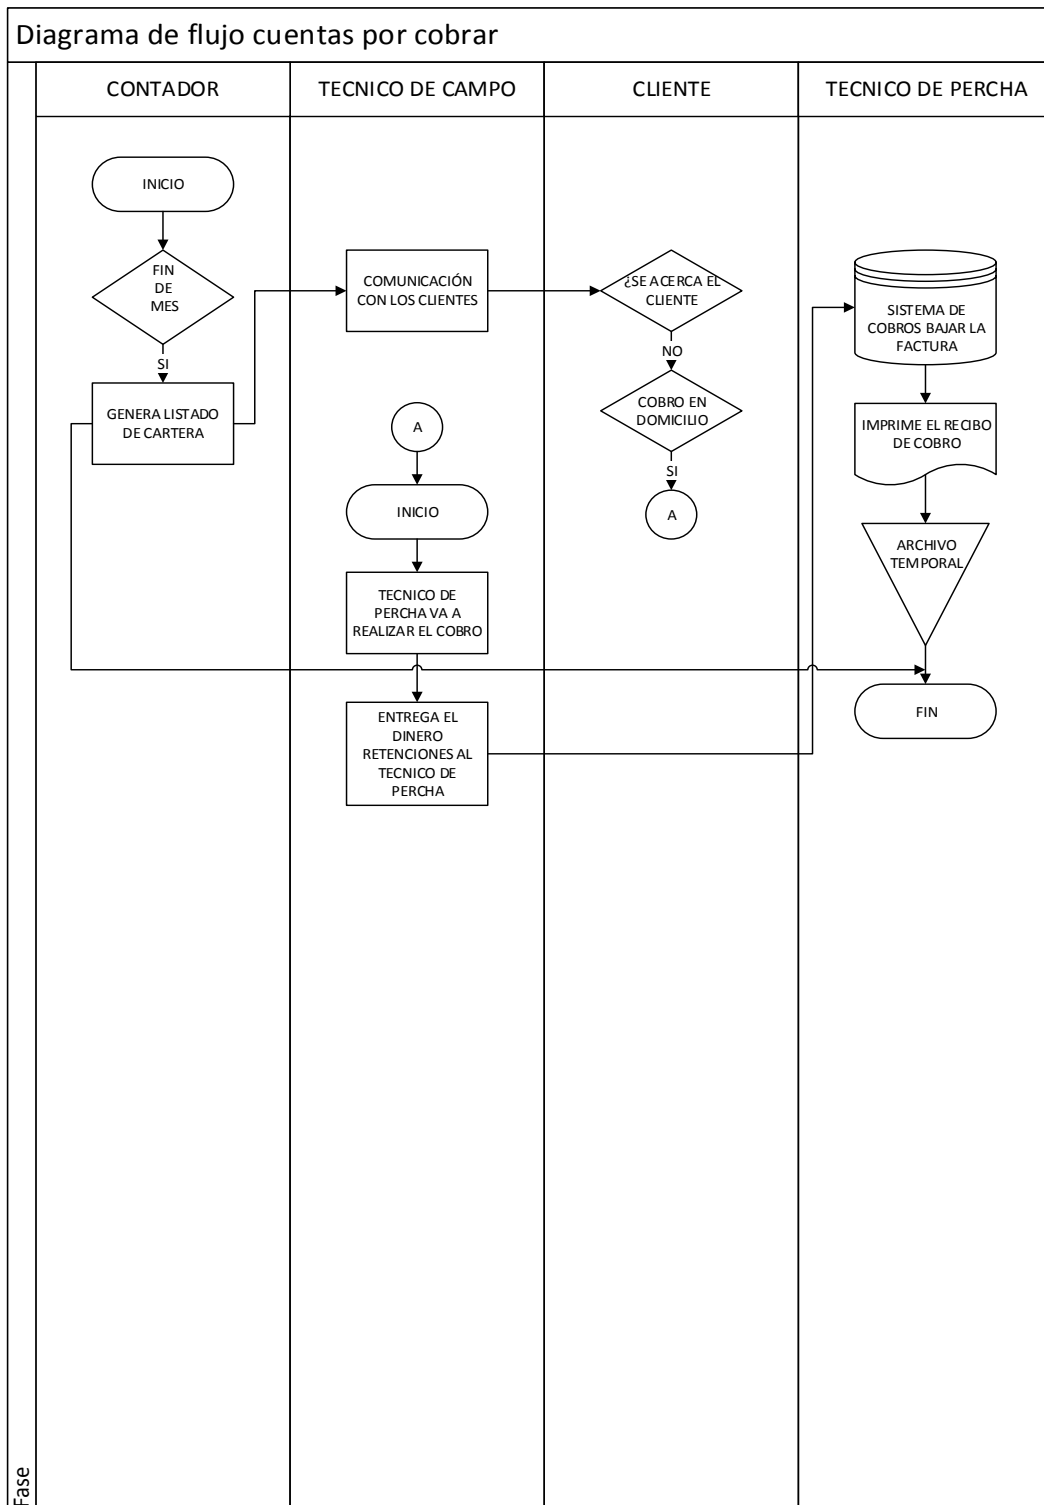 Diagrama de flujo cuentas por cobrar
CONTADOR
TECNICO DE CAMPO
CLIENTE
TECNICO DE PERCHA
INICIO
FIN
DE
MES
SI
GENERA LISTADO
DE CARTERA
COMUNICACIÓN
CON LOS CLIENTES
A
INICIO
TECNICO DE
PERCHA VA A
REALIZAR EL COBRO
ENTREGA EL
DINERO
RETENCIONES AL
TECNICO DE
PERCHA
¿SE ACERCA EL
CLIENTE
NO
COBRO EN
DOMICILIO
SI
A
SISTEMA DE
COBROS BAJAR LA
FACTURA
IMPRIME EL RECIBO
DE COBRO
ARCHIVO
TEMPORAL
FIN
Fase